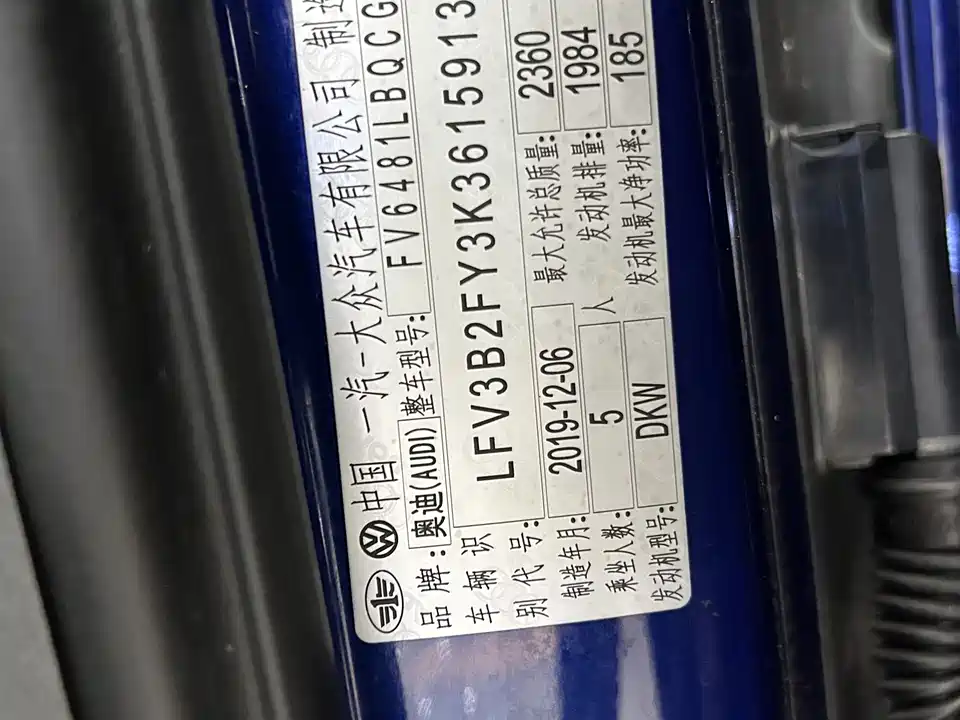 中国一汽-大众汽车有限公司 制造
品牌: 奥迪(AUDI) 整车型号: FV6481LBQCG
车辆识别代号: LFV3B2FY3K3615913
制造年月: 2019-12-06 最大允许总质量: 2360
乘坐人数: 5 人 发动机排量: 1984
发动机型号: DKW 发动机最大净功率: 185